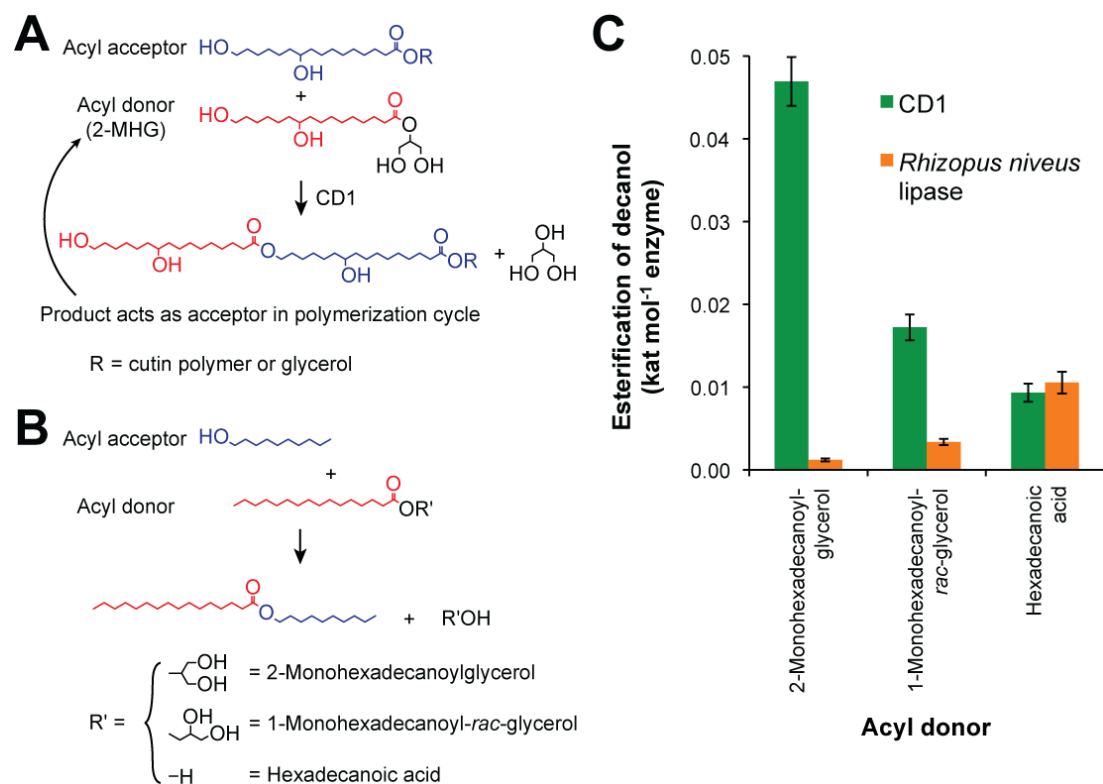 A
Acyl acceptor
HO
O
OR
OH
+
Acyl donor
(2-MHG)
HO
O
O
OH
HO OH
CD1
HO
O
O
O
OR
OH
OH
+
OH
HO OH
Product acts as acceptor in polymerization cycle
R = cutin polymer or glycerol
B
Acyl acceptor
HO
+
Acyl donor
O
OR'
O
O
+ R'OH
R' =
OH
OH
= 2-Monohexadecanoylglycerol
OH
OH
= 1-Monohexadecanoyl-rac-glycerol
–H = Hexadecanoic acid
C
Esterification of decanol
(kat mol-1 enzyme)
0.05
0.04
0.03
0.02
0.01
0.00
CD1
Rhizopus niveus
lipase
2-Monohexadecanoyl-
glycerol
1-Monohexadecanoyl-
rac-glycerol
Hexadecanoic
acid
Acyl donor